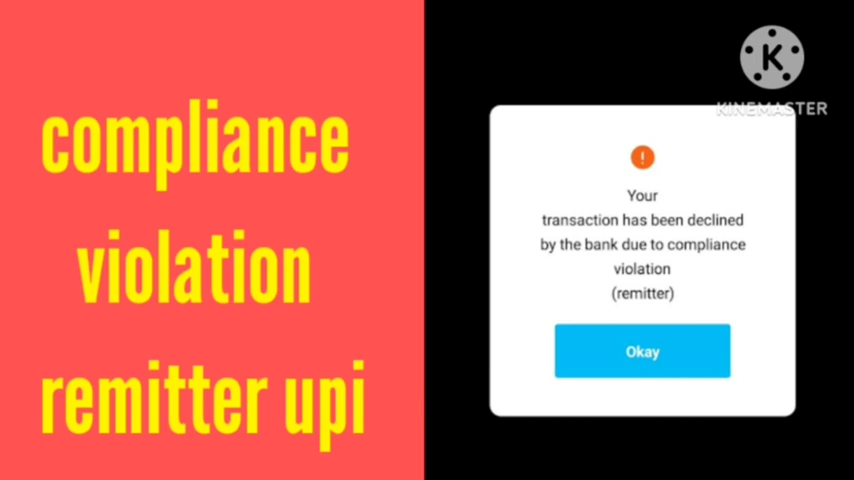 compliance
violation
remitter upi
K
KINEMASTER
!
Your
transaction has been declined
by the bank due to compliance
violation
(remitter)
Okay